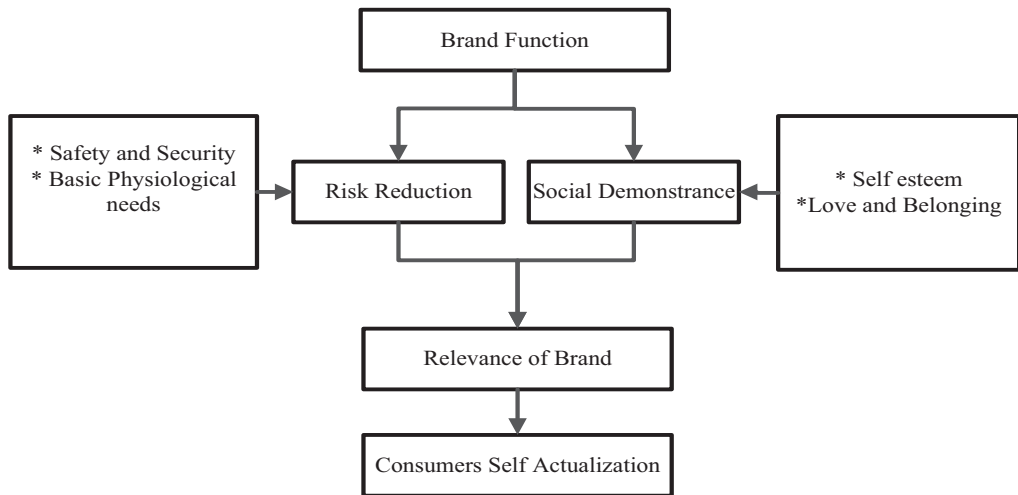 Brand Function
* Safety and Security
* Basic Physiological
needs
Risk Reduction
Social Demonstrance
* Self esteem
*Love and Belonging
Relevance of Brand
Consumers Self Actualization